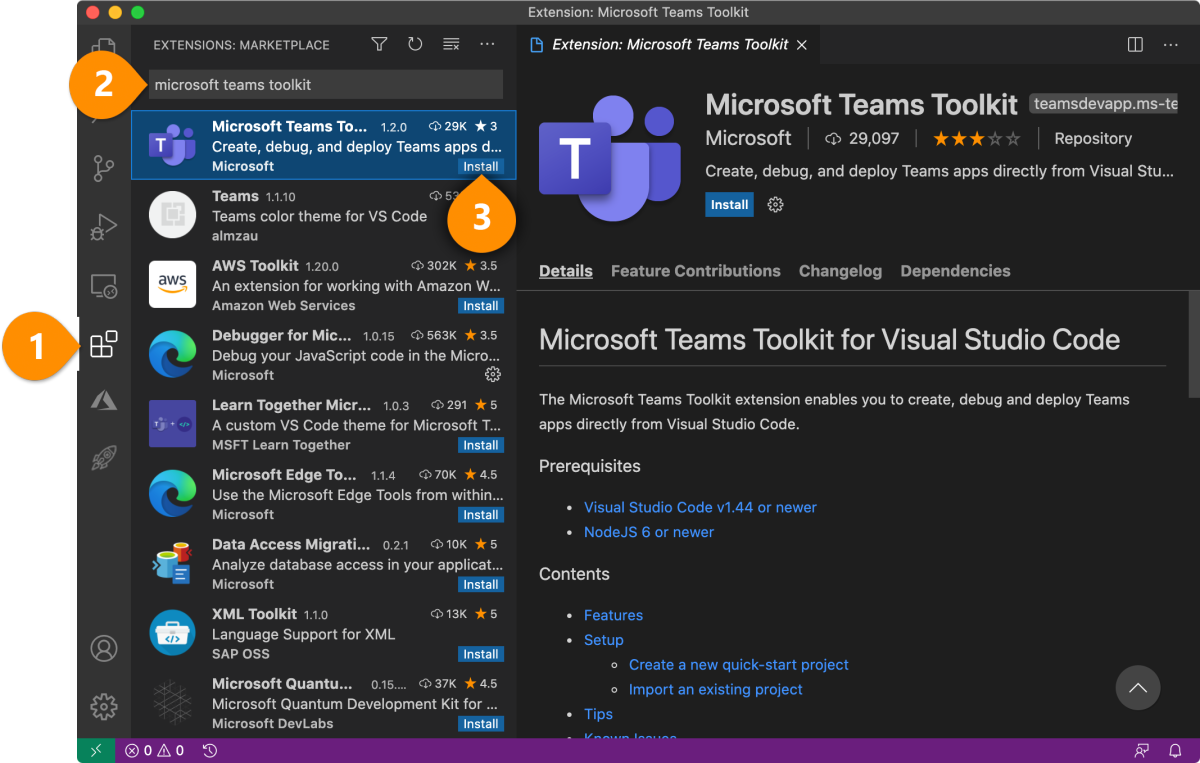 Extension: Microsoft Teams Toolkit
EXTENSIONS: MARKETPLACE
2
microsoft teams toolkit
Microsoft Teams To... 1.2.0 29K 3
Create, debug, and deploy Teams apps d...
Microsoft Install
Teams 1.1.10
Teams color theme for VS Code
almzau
3
AWS Toolkit 1.20.0 302K 3.5
aws
An extension for working with Amazon W...
Amazon Web Services Install
1
Debugger for Mic... 1.0.15 563K 3.5
Debug your JavaScript code in the Micro...
Microsoft
Learn Together Micr... 1.0.3 291 5
A custom VS Code theme for Microsoft T...
MSFT Learn Together Install
Microsoft Edge To... 1.1.4 70K 4.5
Use the Microsoft Edge Tools from within...
Microsoft Install
Data Access Migrati... 0.2.1 10K 5
Analyze database access in your applicat...
Microsoft Install
XML Toolkit 1.1.0 13K 5
Language Support for XML
SAP OSS Install
Microsoft Quantu... 0.15.... 37K 4.5
Microsoft Quantum Development Kit for ...
Microsoft DevLabs Install
Extension: Microsoft Teams Toolkit
T
Microsoft Teams Toolkit teamsdevapp.ms-te
Microsoft 29,097 Repository
Create, debug, and deploy Teams apps directly from Visual Stu...
Install
Details Feature Contributions Changelog Dependencies
Microsoft Teams Toolkit for Visual Studio Code
The Microsoft Teams Toolkit extension enables you to create, debug and deploy Teams
apps directly from Visual Studio Code.
Prerequisites
Visual Studio Code v1.44 or newer
NodeJS 6 or newer
Contents
Features
Setup
Create a new quick-start project
Import an existing project
Tips
Known Issues
0 0